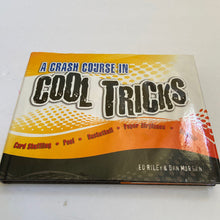 A CRASH COURSE IN
COOL TRICKS
Card Shuffling • Pool • Basketball • Paper Airplanes
ED RILEY & DAN MORGAN